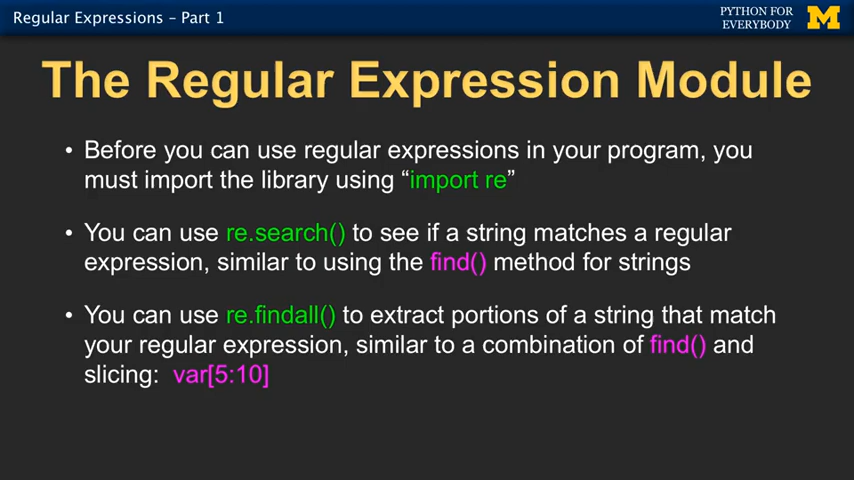 Regular Expressions – Part 1
PYTHON FOR
EVERYBODY
M
The Regular Expression Module
• Before you can use regular expressions in your program, you
must import the library using “import re”
• You can use re.search() to see if a string matches a regular
expression, similar to using the find() method for strings
• You can use re.findall() to extract portions of a string that match
your regular expression, similar to a combination of find() and
slicing: var[5:10]